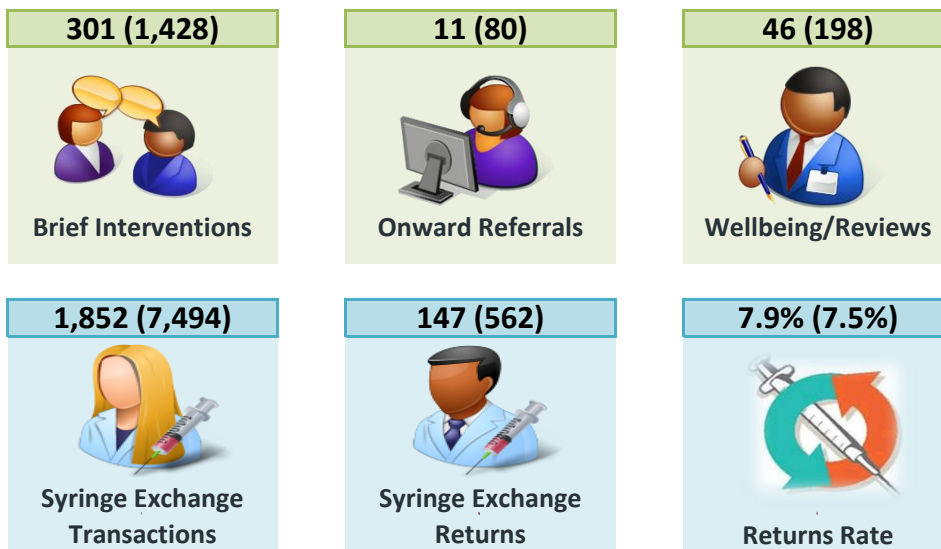 301 (1,428)
11 (80)
46 (198)
Brief Interventions
Onward Referrals
Wellbeing/Reviews
1,852 (7,494)
147 (562)
7.9% (7.5%)
Syringe Exchange
Transactions
Syringe Exchange
Returns
Returns Rate